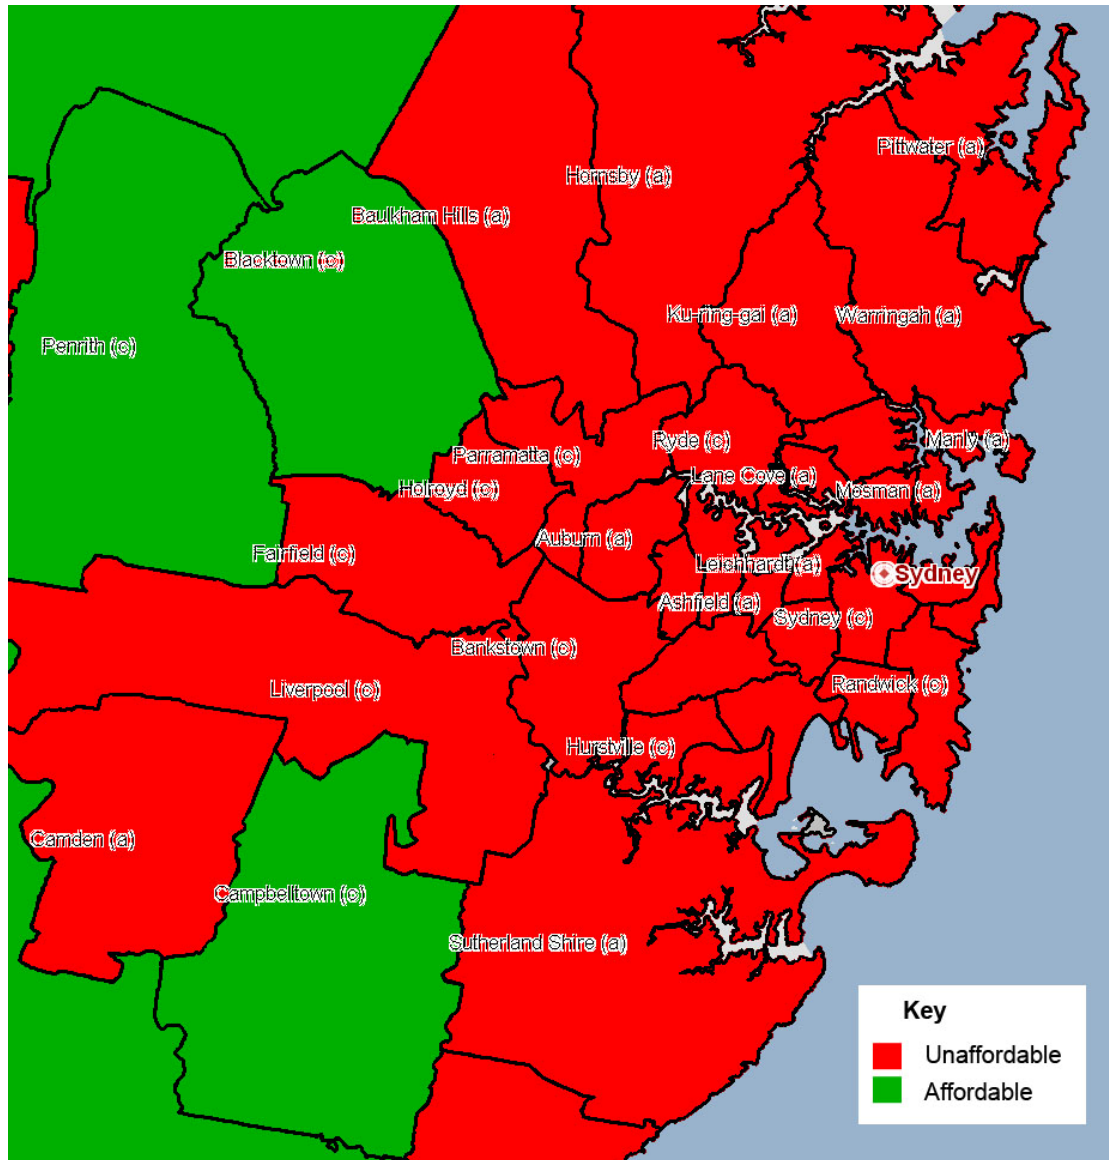 Pittwater (a)
Hornsby (a)
Baulkham Hills (a)
Blacktown (c)
Ku-ring-gai (a)
Warringah (a)
Penrith (c)
Manly (a)
Ryde (c)
Parramatta (c)
Lane Cove (a)
Holroyd (c)
Mosman (a)
Auburn (a)
Fairfield (c)
Leichhardt (a)
Sydney
Ashfield (a)
Sydney (c)
Bankstown (c)
Liverpool (c)
Randwick (c)
Hurstville (c)
Camden (a)
Campbelltown (c)
Sutherland Shire (a)
Key
Unaffordable
Affordable